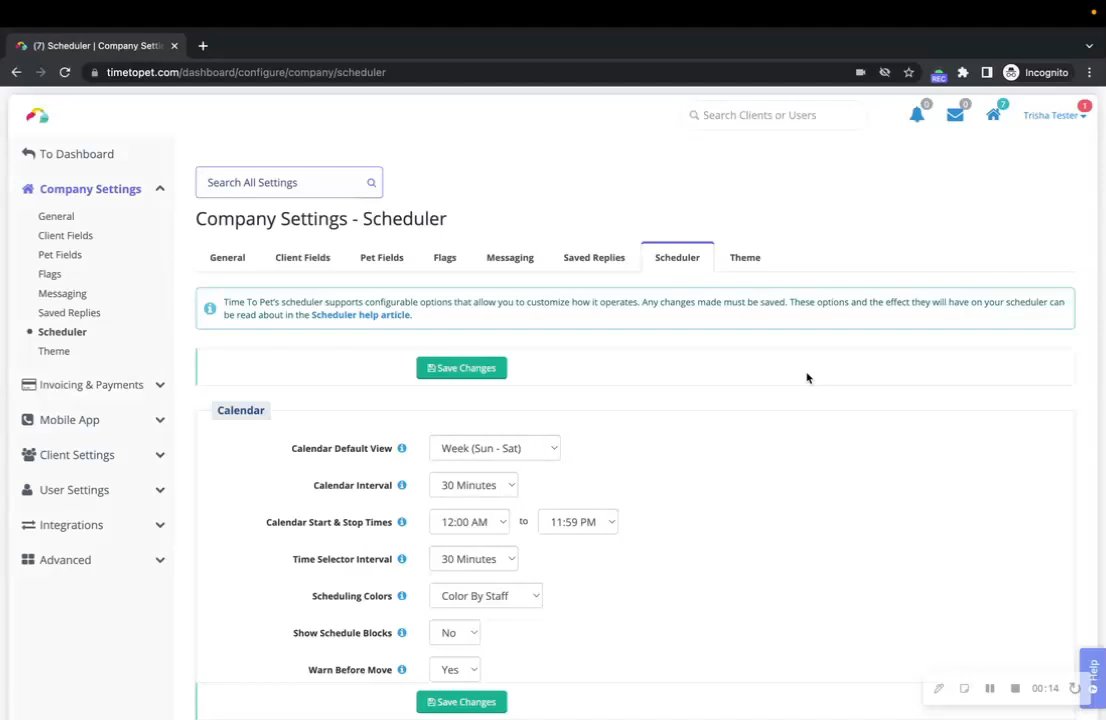 (7) Scheduler | Company Setti
timetopet.com/dashboard/configure/company/scheduler
REC
Incognito
Search Clients or Users
0
0
7
Trisha Tester
1
To Dashboard
Company Settings
General
Client Fields
Pet Fields
Flags
Messaging
Saved Replies
Scheduler
Theme
Invoicing & Payments
Mobile App
Client Settings
User Settings
Integrations
Advanced
Search All Settings
Company Settings - Scheduler
General Client Fields Pet Fields Flags Messaging Saved Replies Scheduler Theme
Time To Pet's scheduler supports configurable options that allow you to customize how it operates. Any changes made must be saved. These options and the effect they will have on your scheduler can
be read about in the Scheduler help article.
Save Changes
Calendar
Calendar Default View Week (Sun - Sat)
Calendar Interval 30 Minutes
Calendar Start & Stop Times 12:00 AM to 11:59 PM
Time Selector Interval 30 Minutes
Scheduling Colors Color By Staff
Show Schedule Blocks No
Warn Before Move Yes
Save Changes
00:14
Help